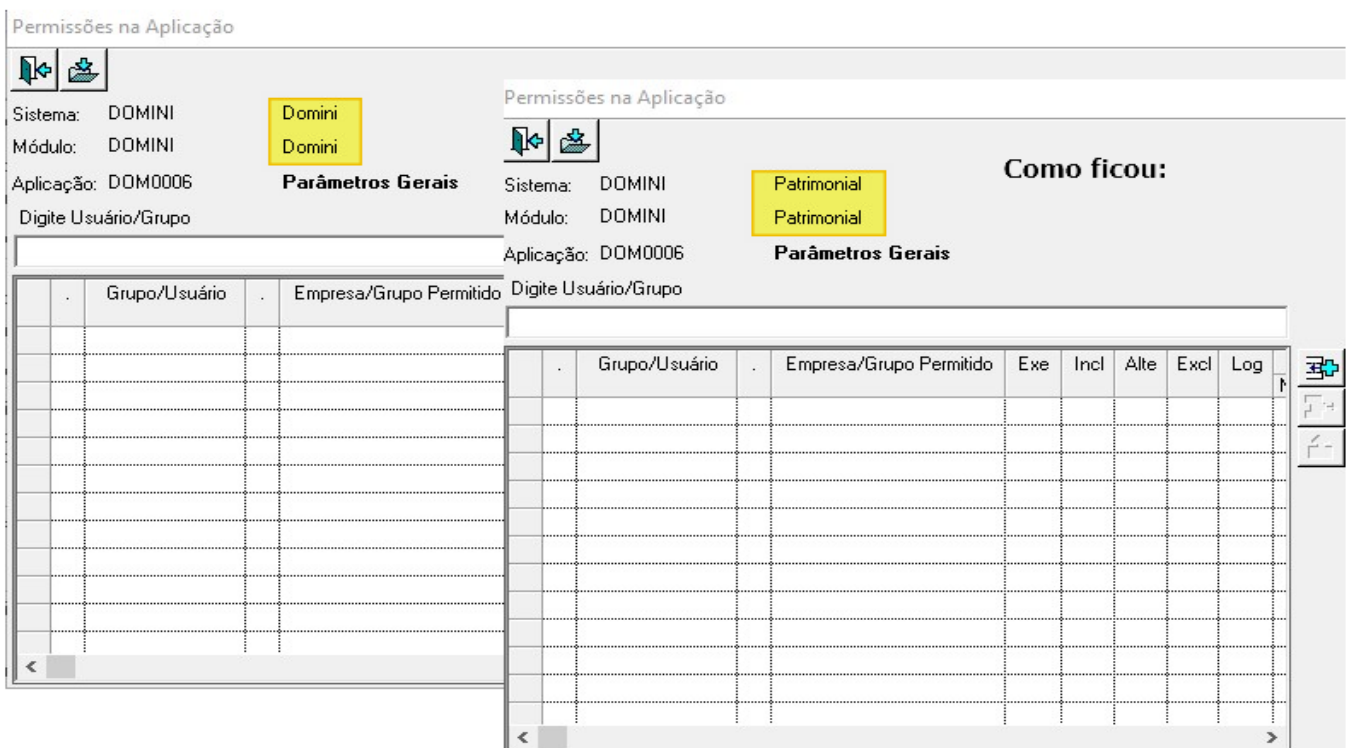 Permissões na Aplicação
Sistema: DOMINI Domini
Módulo: DOMINI Domini
Aplicação: DOM0006 Parâmetros Gerais
Digite Usuário/Grupo
. Grupo/Usuário . Empresa/Grupo Permitido
Permissões na Aplicação
Como ficou:
Sistema: DOMINI Patrimonial
Módulo: DOMINI Patrimonial
Aplicação: DOM0006 Parâmetros Gerais
Digite Usuário/Grupo
. Grupo/Usuário . Empresa/Grupo Permitido Exe Incl Alte Excl Log